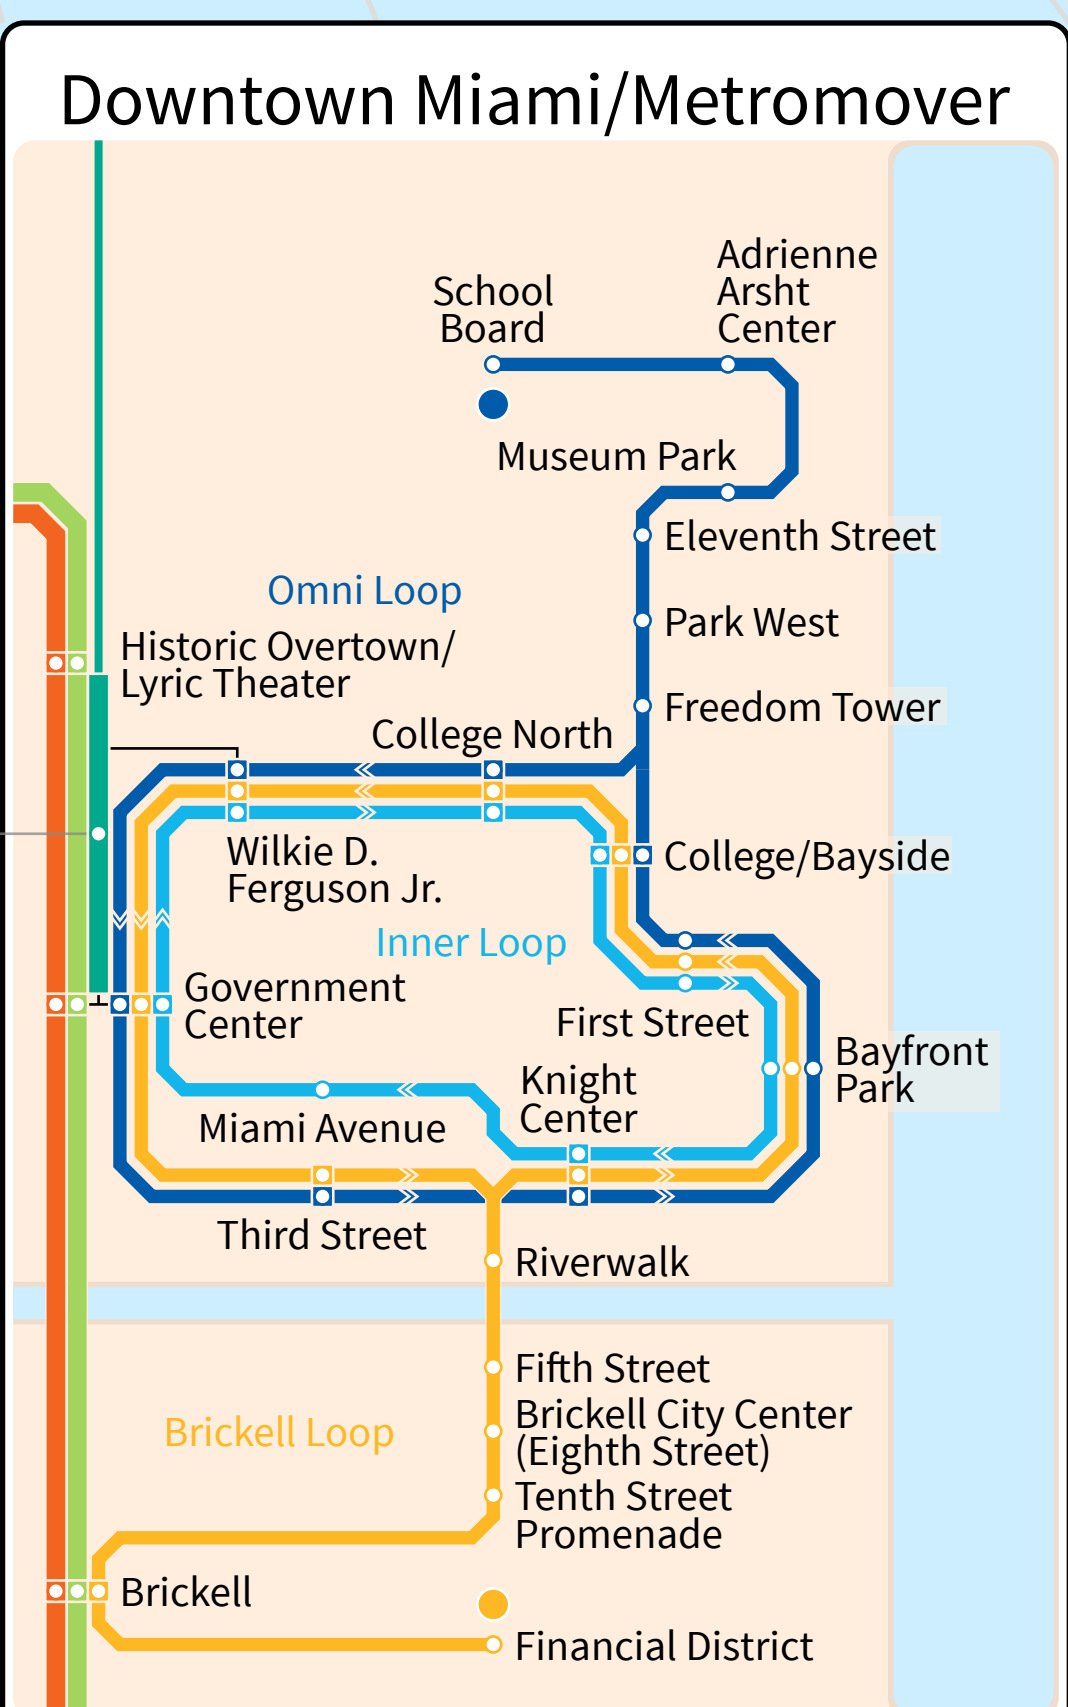 Downtown Miami/Metromover
Adrienne
Arsht
Center
School
Board
Museum Park
Eleventh Street
Omni Loop
Park West
Historic Overtown/
Lyric Theater
Freedom Tower
College North
Wilkie D.
Ferguson Jr.
College/Bayside
Inner Loop
Government
Center
First Street
Bayfront
Park
Knight
Center
Miami Avenue
Third Street
Riverwalk
Fifth Street
Brickell City Center
(Eighth Street)
Brickell Loop
Tenth Street
Promenade
Brickell
Financial District